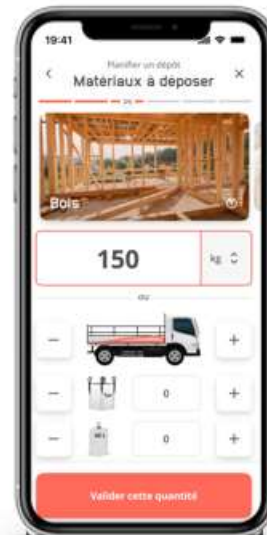 19:41
Planifier un dépôt
Matériaux à déposer
Bois
150
kg
ou
0
0
Valider cette quantité